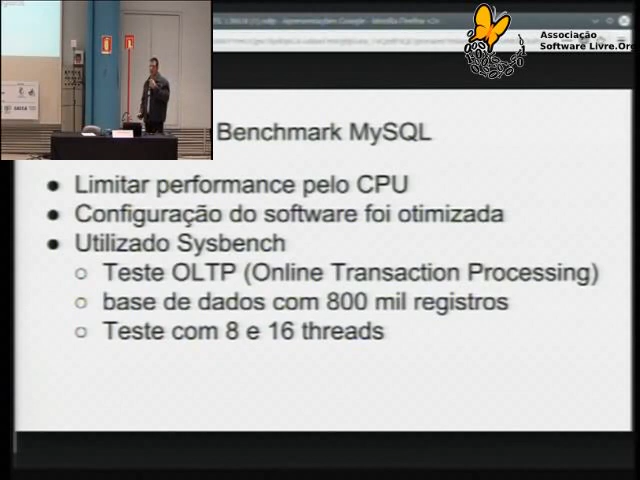 Associação
Software Livre.Or
Benchmark MySQL
● Limitar performance pelo CPU
● Configuração do software foi otimizada
● Utilizado Sysbench
○ Teste OLTP (Online Transaction Processing)
○ base de dados com 800 mil registros
○ Teste com 8 e 16 threads